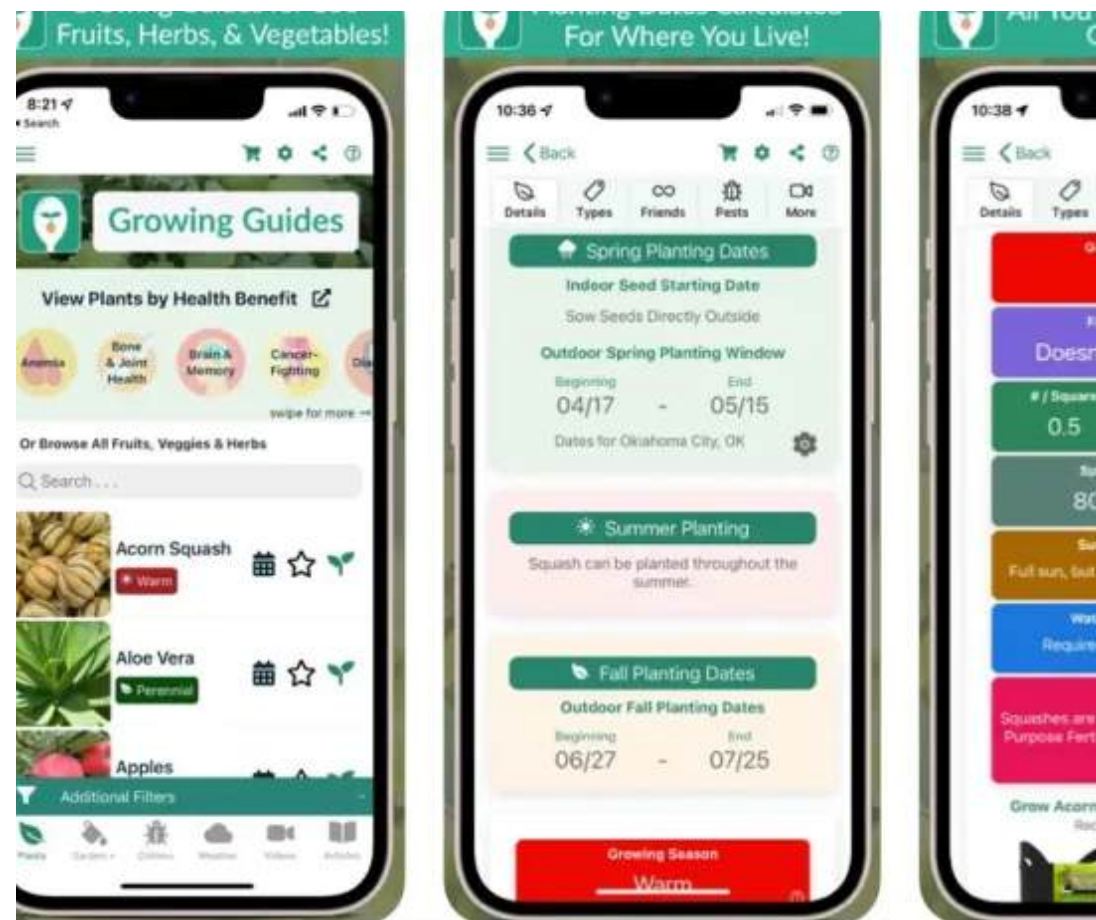 Fruits, Herbs, & Vegetables!
8:21
Search
Growing Guides
View Plants by Health Benefit
Anemia
Bone & Joint Health
Brain & Memory
Cancer-Fighting
swipe for more →
Or Browse All Fruits, Veggies & Herbs
Search . . .
Acorn Squash
Warm
Aloe Vera
Perennial
Apples
Additional Filters
Plants
Weather
Videos
Articles
Planting Dates Calculated
For Where You Live!
10:36
Back
Details Types Friends Pests More
Spring Planting Dates
Indoor Seed Starting Date
Sow Seeds Directly Outside
Outdoor Spring Planting Window
Beginning End
04/17 - 05/15
Dates for Oklahoma City, OK
Summer Planting
Squash can be planted throughout the
summer.
Fall Planting Dates
Outdoor Fall Planting Dates
Beginning End
06/27 - 07/25
Growing Season
Warm
All You
10:38
Back
Details Types
# / Square
0.5
80
Full sun, but
Require
Squashes are
Purpose Fert
Grow Acorn